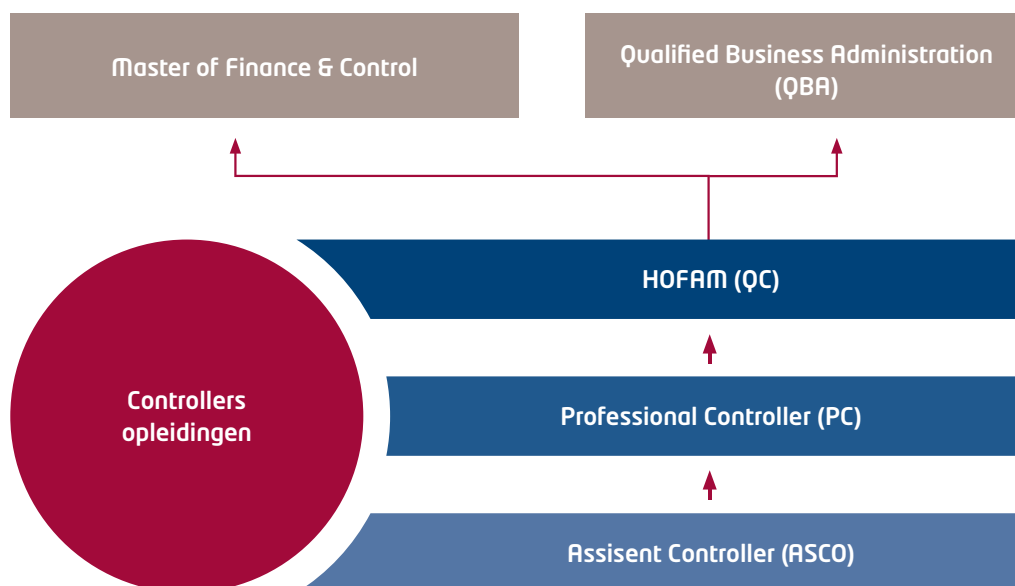 Master of Finance & Control
Qualified Business Administration
(QBA)
HOFAM (QC)
Controllers
opleidingen
Professional Controller (PC)
Assisent Controller (ASCO)